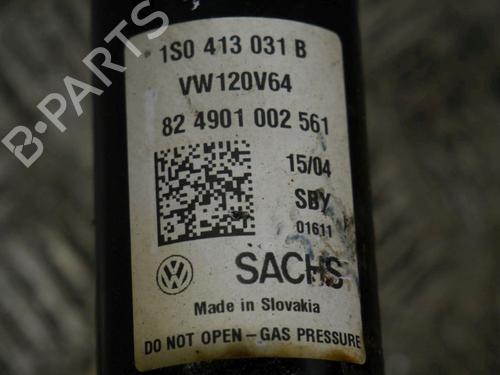 1S0 413 031 B
VW120V64
82 4901 002 561
15/04
SBY
01611
SACHS
Made in Slovakia
DO NOT OPEN - GAS PRESSURE